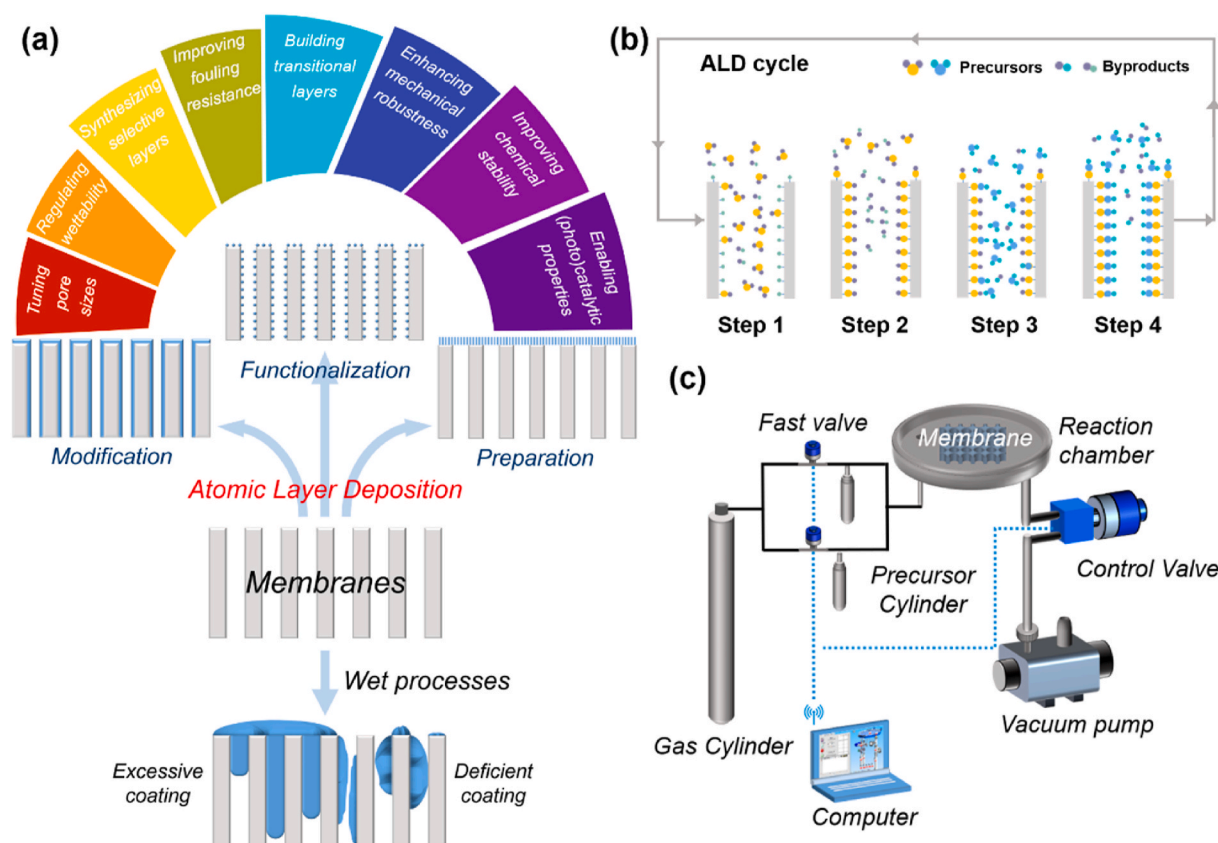 (a)
Tuning
pore
sizes
Regulating
wettability
Synthesizing
selective
layers
Improving
fouling
resistance
Building
transitional
layers
Enhancing
mechanical
robustness
Improving
chemical
stability
Enabling
(photo)catalytic
properties
Functionalization
Modification
Preparation
Atomic Layer Deposition
Membranes
Wet processes
Excessive
coating
Deficient
coating
(b)
ALD cycle
Precursors
Byproducts
Step 1
Step 2
Step 3
Step 4
(c)
Fast valve
Membrane
Reaction
chamber
Precursor
Cylinder
Control Valve
Gas Cylinder
Vacuum pump
Computer